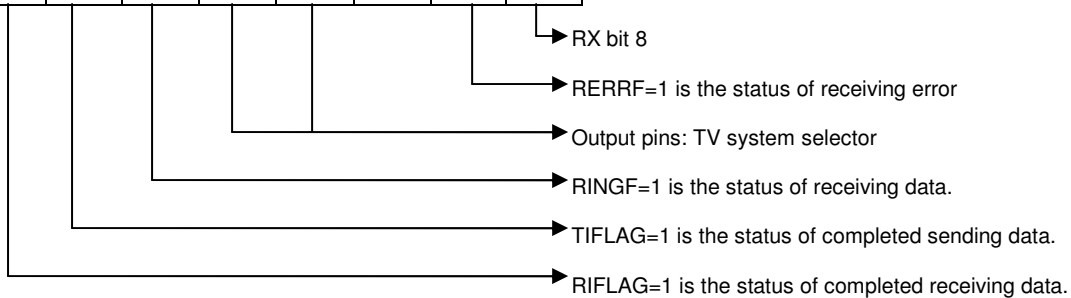 RX bit 8
RERRF=1 is the status of receiving error
Output pins: TV system selector
RINGF=1 is the status of receiving data.
TIFLAG=1 is the status of completed sending data.
RIFLAG=1 is the status of completed receiving data.